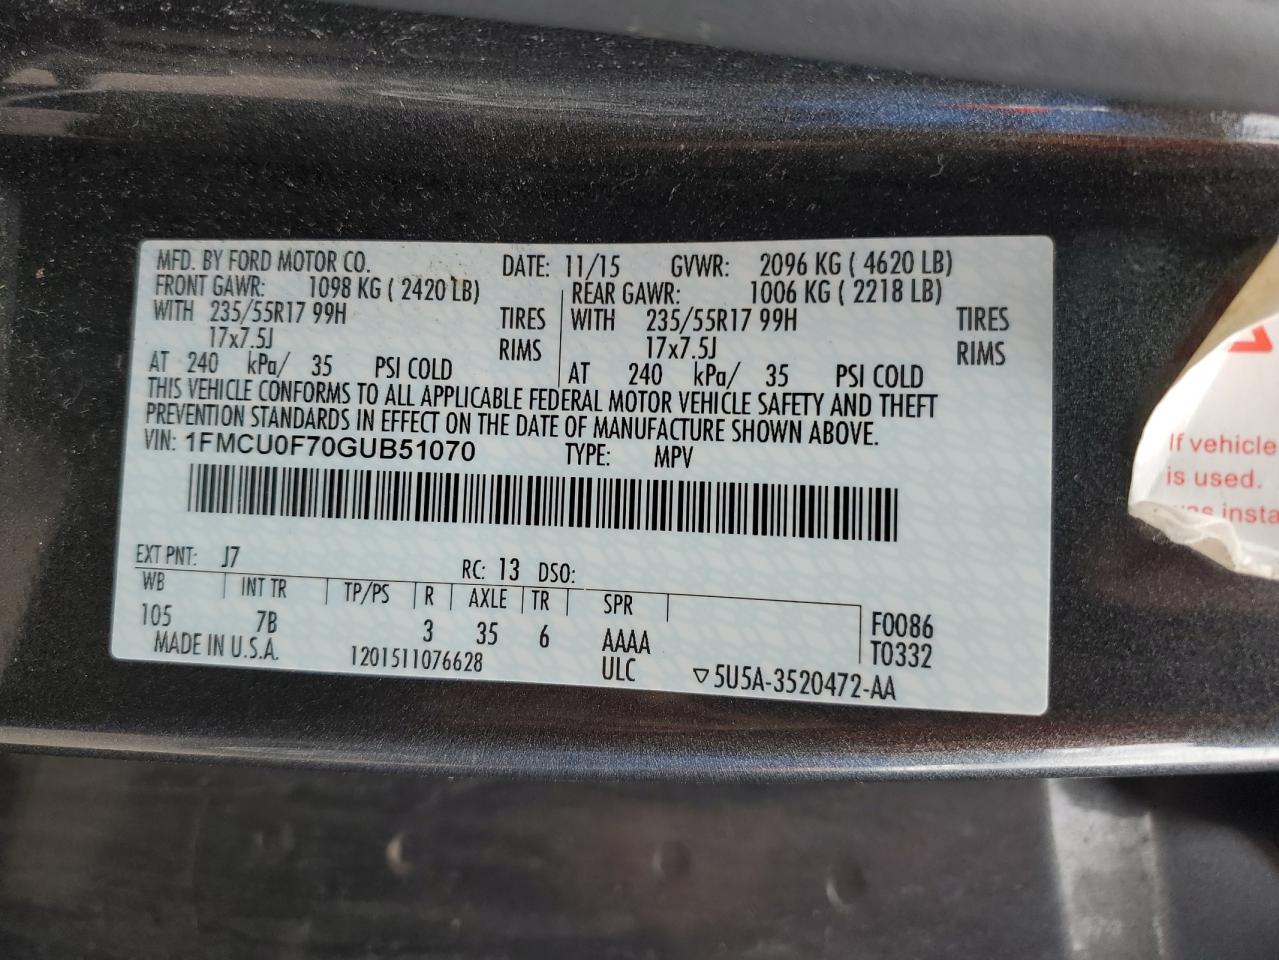 MFD. BY FORD MOTOR CO. DATE: 11/15 GVWR: 2096 KG ( 4620 LB)
FRONT GAWR: 1098 KG ( 2420 LB) REAR GAWR: 1006 KG ( 2218 LB)
WITH 235/55R17 99H TIRES WITH 235/55R17 99H TIRES
17x7.5J RIMS 17x7.5J RIMS
AT 240 kPa/ 35 PSI COLD AT 240 kPa/ 35 PSI COLD
THIS VEHICLE CONFORMS TO ALL APPLICABLE FEDERAL MOTOR VEHICLE SAFETY AND THEFT
PREVENTION STANDARDS IN EFFECT ON THE DATE OF MANUFACTURE SHOWN ABOVE.
VIN: 1FMCU0F70GUB51070 TYPE: MPV
EXT PNT: J7 RC: 13 DSO:
WB INT TR TP/PS R AXLE TR SPR
105 7B 3 35 6 AAAA F0086
MADE IN U.S.A. 1201511076628 ULC T0332
▽5U5A-3520472-AA
If vehicle
is used.
insta